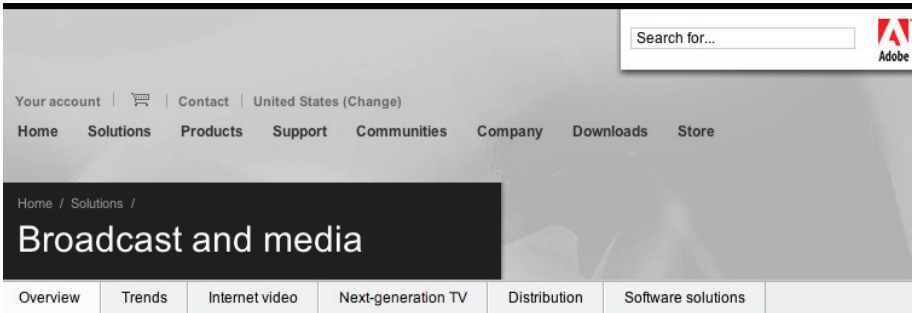 Search for...
Adobe
Your account Contact United States (Change)
Home Solutions Products Support Communities Company Downloads Store
Home / Solutions /
Broadcast and media
Overview Trends Internet video Next-generation TV Distribution Software solutions